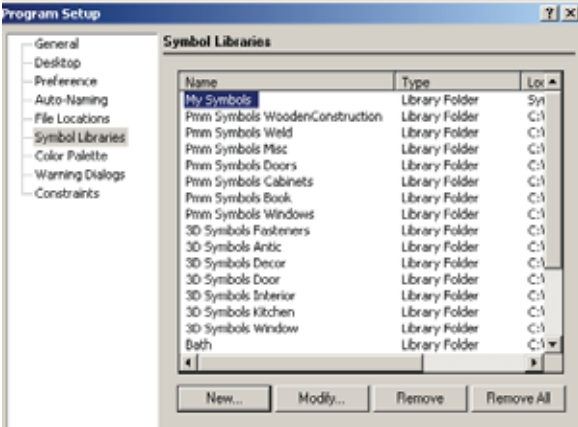 Program Setup
General
Desktop
Preference
Auto-Naming
File Locations
Symbol Libraries
Color Palette
Warning Dialogs
Constraints
Symbol Libraries
Name Type
My Symbols Library Folder
Pmm Symbols WoodenConstruction Library Folder C:\
Pmm Symbols Weld Library Folder C:\
Pmm Symbols Misc Library Folder C:\
Pmm Symbols Doors Library Folder C:\
Pmm Symbols Cabinets Library Folder C:\
Pmm Symbols Book Library Folder C:\
Pmm Symbols Windows Library Folder C:\
3D Symbols Fasteners Library Folder C:\
3D Symbols Antic Library Folder C:\
3D Symbols Decor Library Folder C:\
3D Symbols Door Library Folder C:\
3D Symbols Interior Library Folder C:\
3D Symbols Kitchen Library Folder C:\
3D Symbols Window Library Folder C:\
Bath Library Folder C:\
New... Modify... Remove Remove All